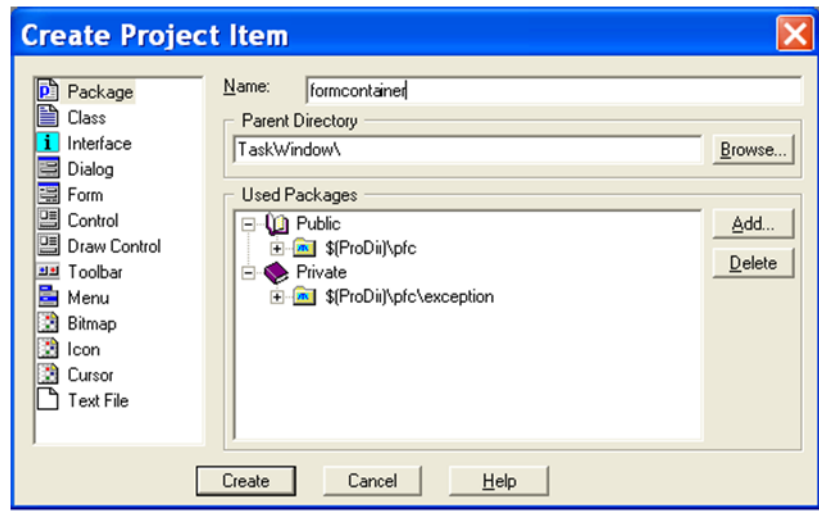 Create Project Item
Package
Class
Interface
Dialog
Form
Control
Draw Control
Toolbar
Menu
Bitmap
Icon
Cursor
Text File
Name: formcontainer
Parent Directory
TaskWindow\
Browse...
Used Packages
Public
$(ProDir)\pfc
Private
$(ProDir)\pfc\exception
Add...
Delete
Create Cancel Help